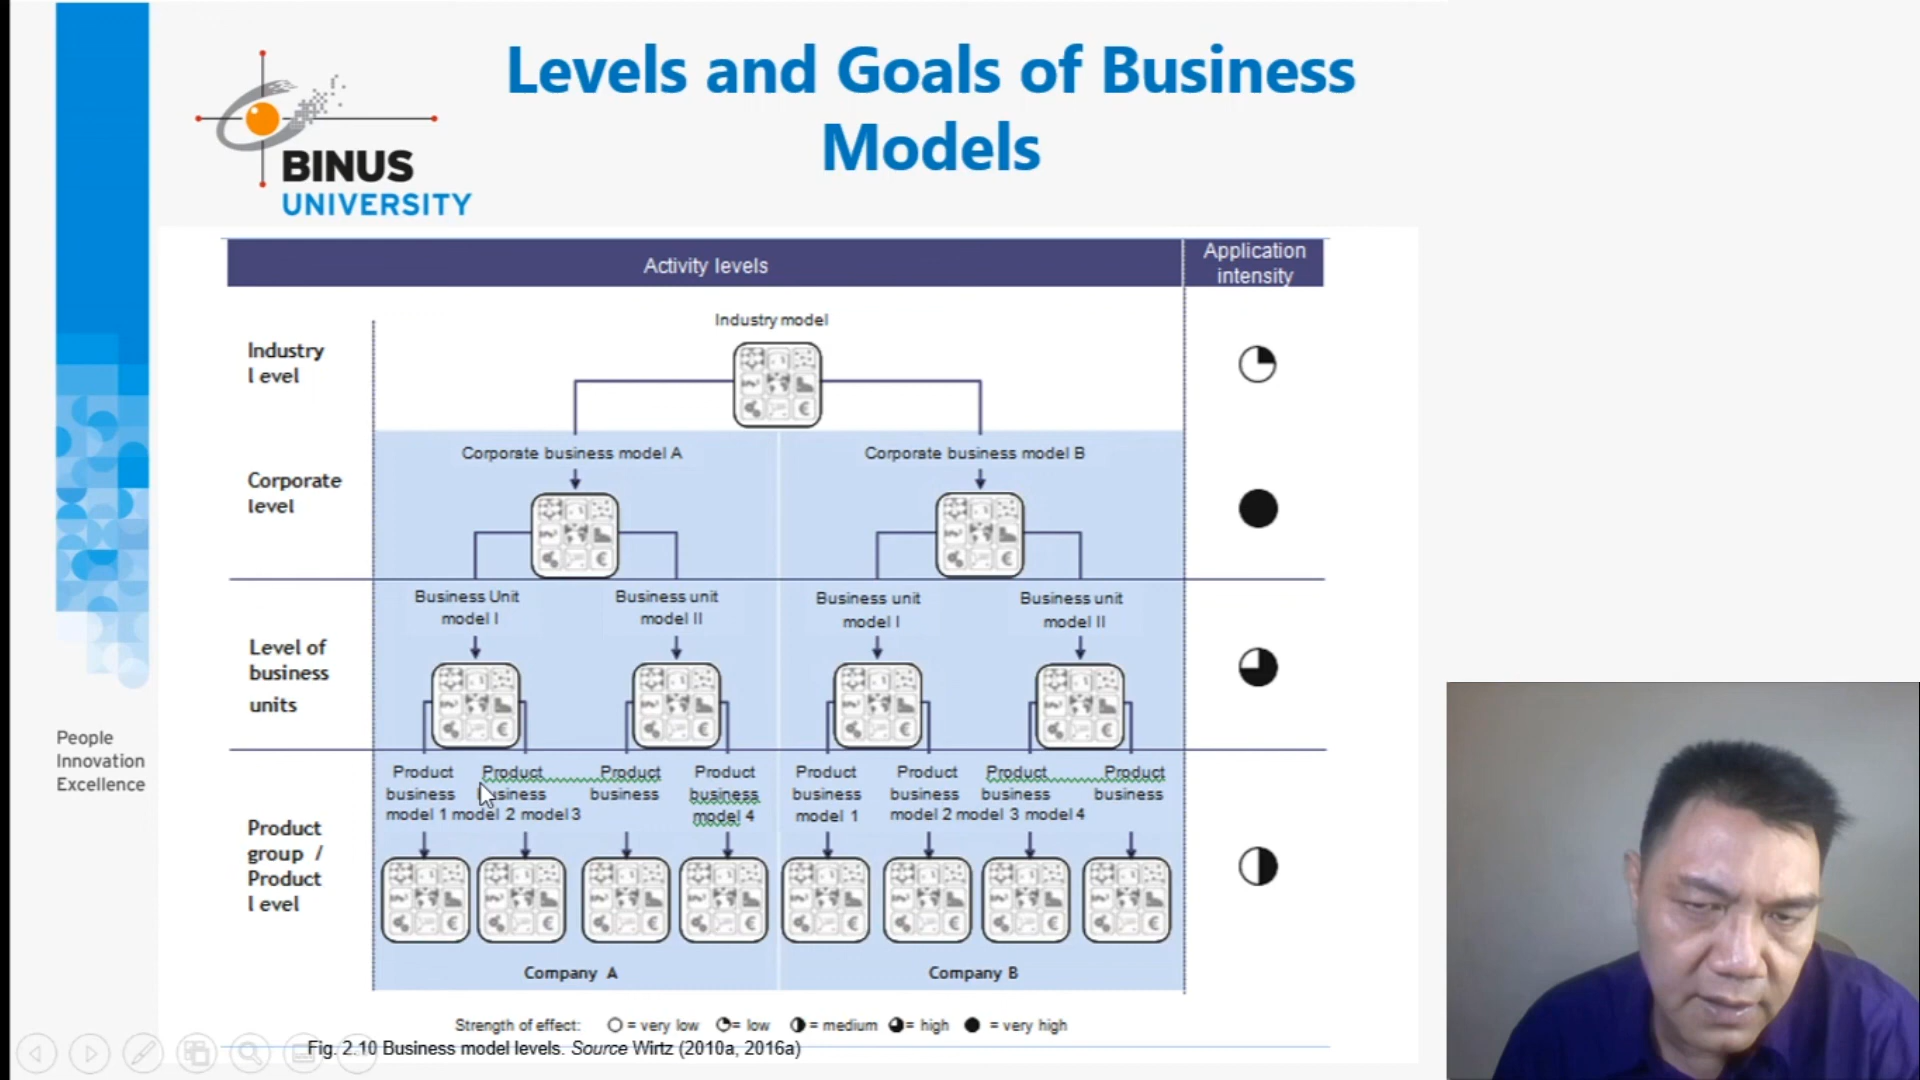 Levels and Goals of Business
Models
BINUS
UNIVERSITY
People
Innovation
Excellence
Activity levels
Application
intensity
Industry model
Industry
l evel
Corporate business model A
Corporate business model B
Corporate
level
Business Unit
model I
Business unit
model II
Business unit
model I
Business unit
model II
Level of
business
units
Product Product Product Product Product Product Product Product
business business business business business business business business
model 1 model 2 model 3 model 4 model 1 model 2 model 3 model 4
Product
group /
Product
l evel
Company A
Company B
Strength of effect: = very low = low = medium = high = very high
Fig. 2.10 Business model levels. Source Wirtz (2010a, 2016a)